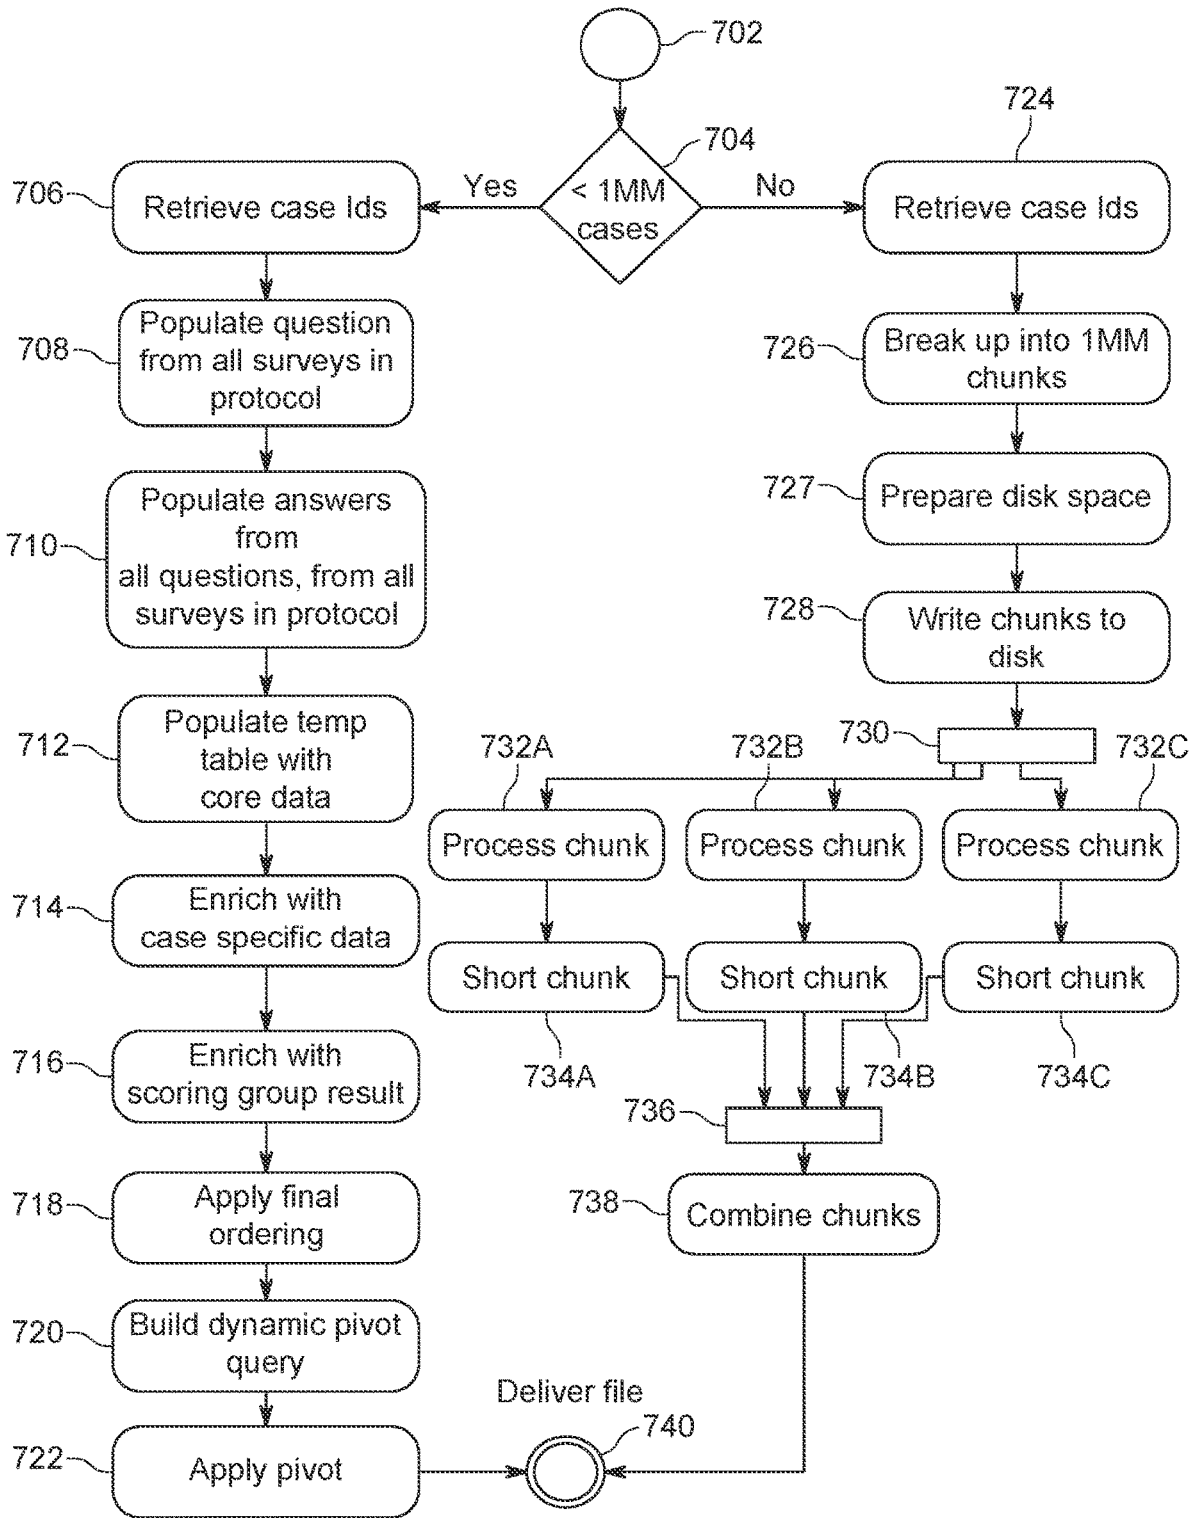 702
724
704
706
Retrieve case Ids
Yes
< 1MM
cases
No
Retrieve case Ids
708
Populate question
from all surveys in
protocol
726
Break up into 1MM
chunks
727
Prepare disk space
710
Populate answers
from
all questions, from all
surveys in protocol
728
Write chunks to
disk
712
Populate temp
table with
core data
730
732A
732B
732C
Process chunk
Process chunk
Process chunk
714
Enrich with
case specific data
Short chunk
Short chunk
Short chunk
734A
734B
734C
716
Enrich with
scoring group result
736
718
Apply final
ordering
738
Combine chunks
720
Build dynamic pivot
query
Deliver file
740
722
Apply pivot